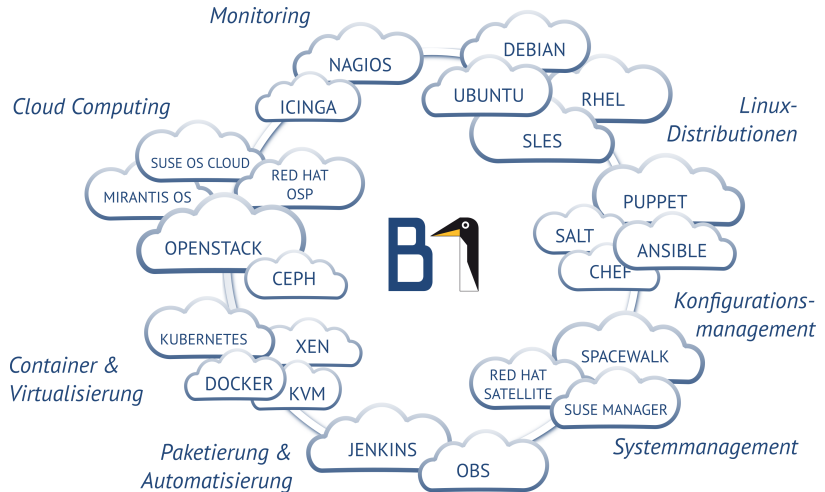 Monitoring
NAGIOS
ICINGA
DEBIAN
UBUNTU
RHEL
SLES
Linux-
Distributionen
Cloud Computing
SUSE OS CLOUD
MIRANTIS OS
RED HAT
OSP
OPENSTACK
CEPH
B1
PUPPET
SALT
ANSIBLE
CHEF
Konfigurations-
management
KUBERNETES
XEN
DOCKER
KVM
Container &
Virtualisierung
SPACEWALK
RED HAT
SATELLITE
SUSE MANAGER
Systemmanagement
JENKINS
OBS
Paketierung &
Automatisierung